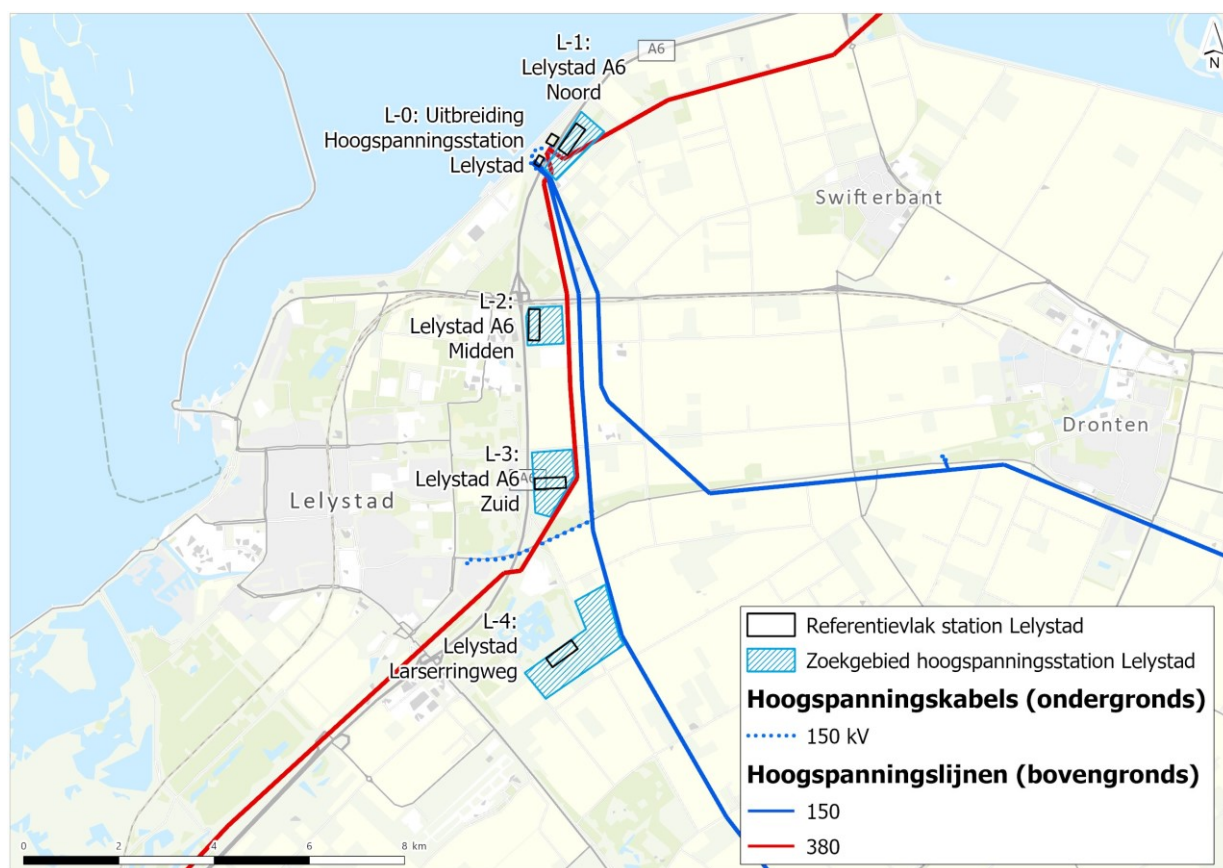 L-1:
Lelystad A6
Noord
A6
N
L-0: Uitbreiding
Hoogspanningsstation
Lelystad
Swifterbant
L-2:
Lelystad A6
Midden
Dronten
L-3:
Lelystad A6
Zuid
A6
Lelystad
L-4:
Lelystad
Larserringweg
Referentievlak station Lelystad
Zoekgebied hoogspanningsstation Lelystad
Hoogspanningskabels (ondergronds)
150 kV
Hoogspanningslijnen (bovengronds)
150
380
0 2 4 6 8 km